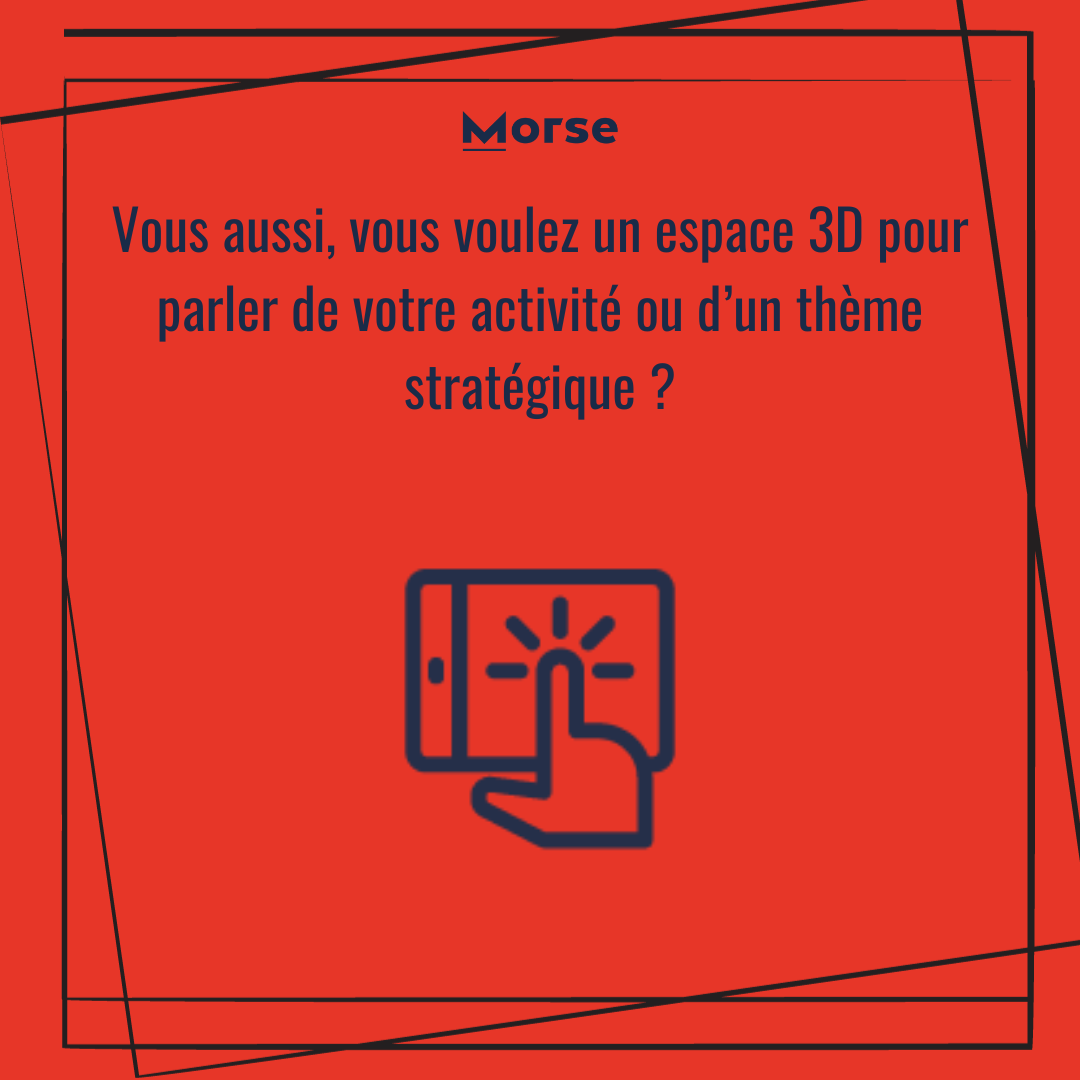 Morse
Vous aussi, vous voulez un espace 3D pour
parler de votre activité ou d’un thème
stratégique ?